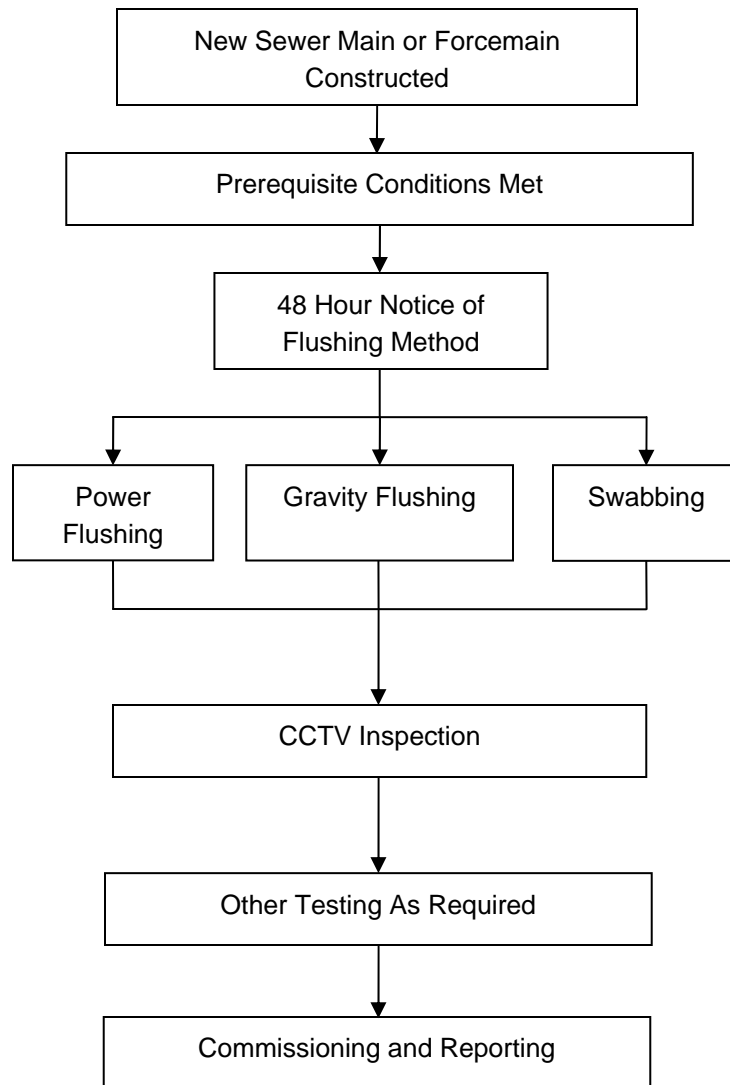 New Sewer Main or Forcemain
Constructed
Prerequisite Conditions Met
48 Hour Notice of
Flushing Method
Power
Flushing
Gravity Flushing
Swabbing
CCTV Inspection
Other Testing As Required
Commissioning and Reporting